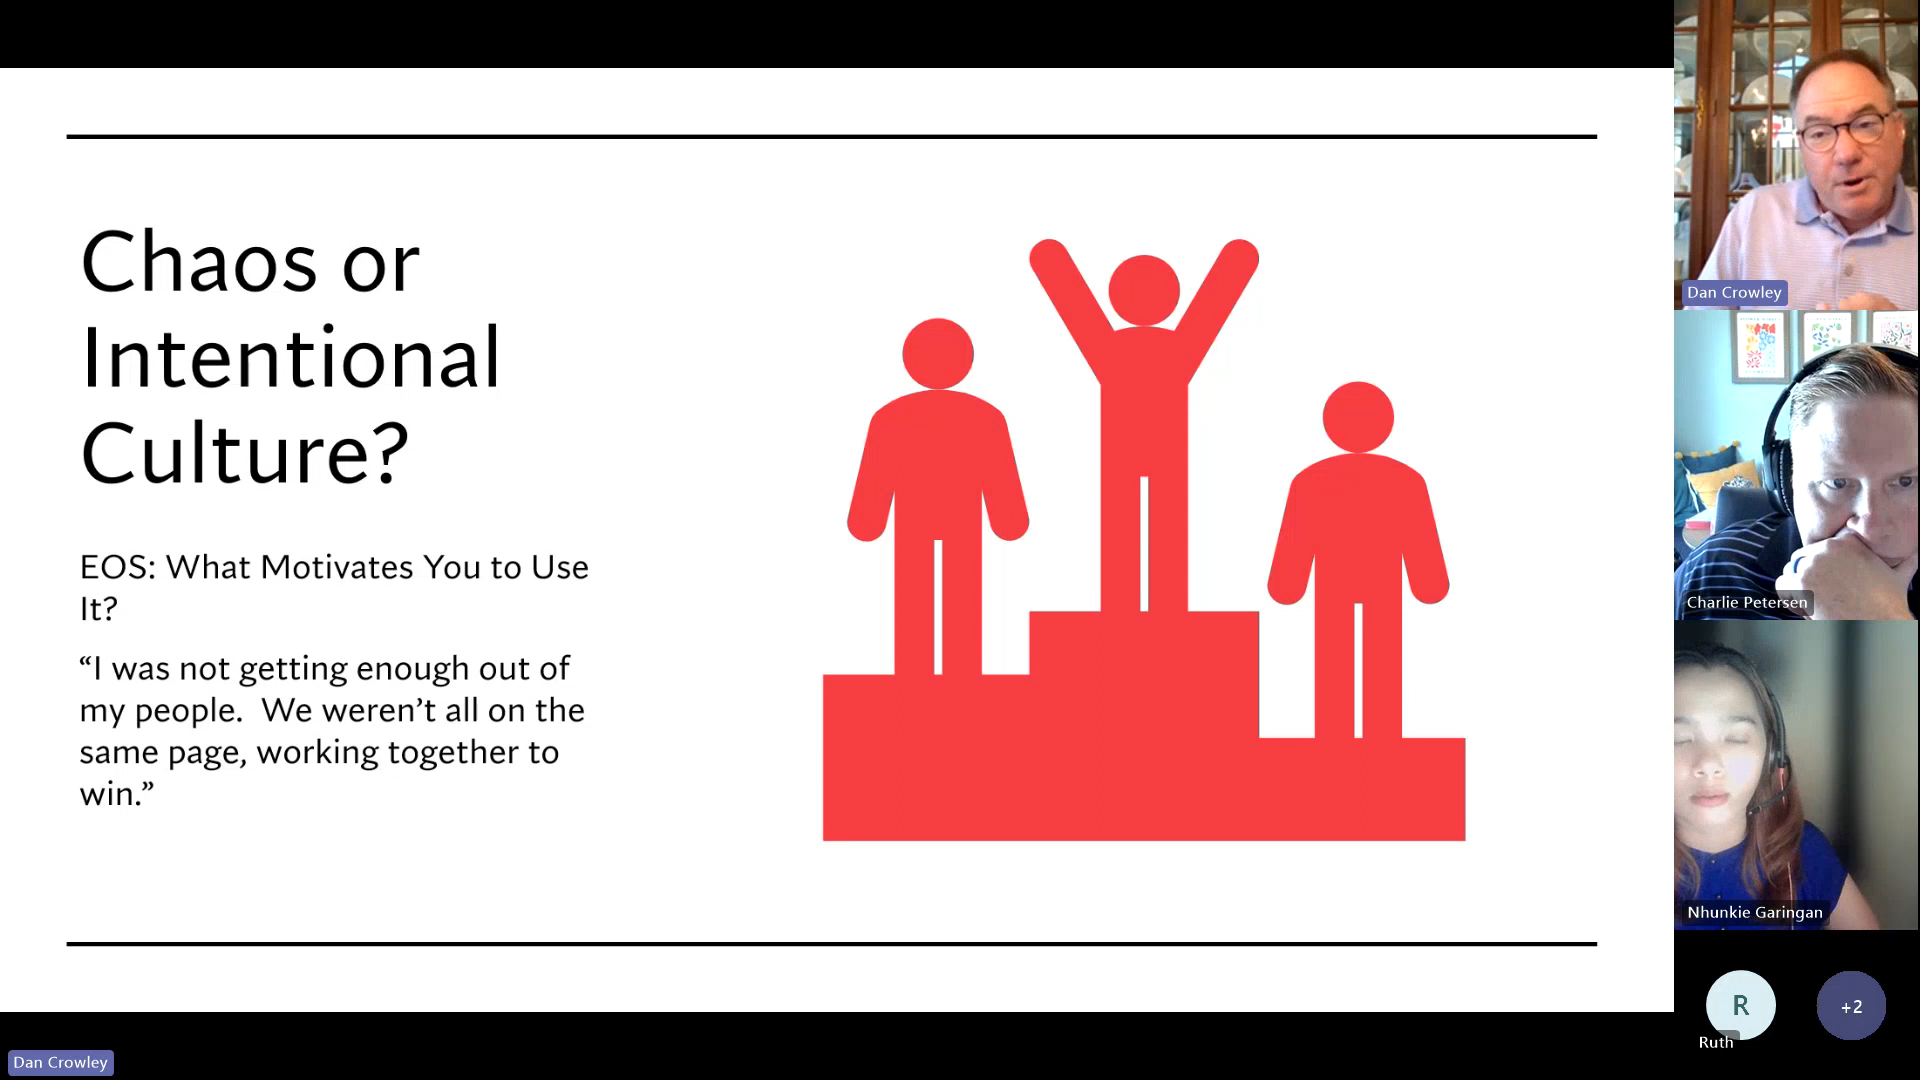 Chaos or
Intentional
Culture?
EOS: What Motivates You to Use
It?
“I was not getting enough out of
my people.  We weren’t all on the
same page, working together to
win.”
Dan Crowley
Charlie Petersen
Nhunkie Garingan
R
Ruth
+2
Dan Crowley